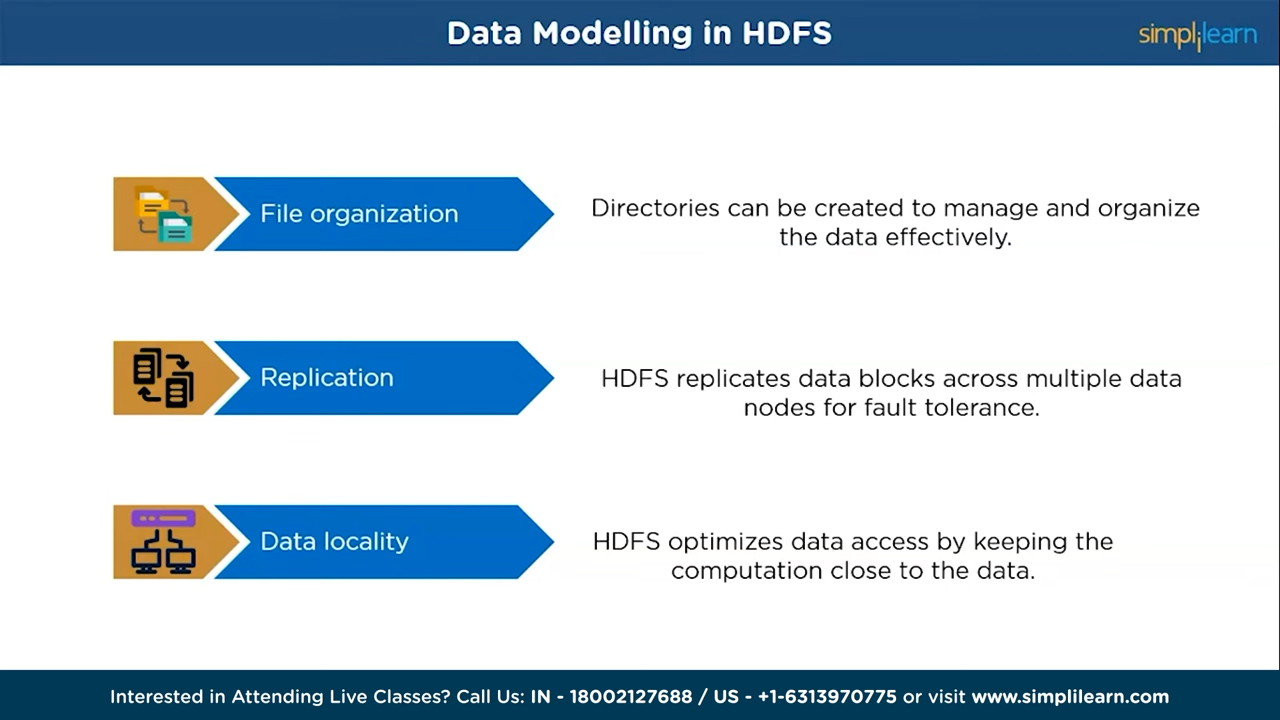 Data Modelling in HDFS
simplilearn
File organization
Directories can be created to manage and organize
the data effectively.
Replication
HDFS replicates data blocks across multiple data
nodes for fault tolerance.
Data locality
HDFS optimizes data access by keeping the
computation close to the data.
Interested in Attending Live Classes? Call Us: IN - 18002127688 / US - +1-6313970775 or visit www.simplilearn.com